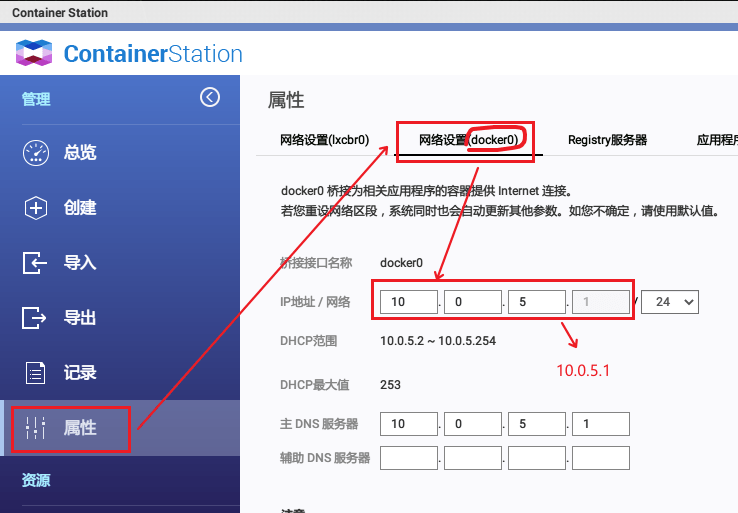 Container Station
ContainerStation
管理
总览
创建
导入
导出
记录
属性
资源
属性
网络设置(lxcbr0) 网络设置(docker0) Registry服务器 应用程序
docker0 桥接为相关应用程序的容器提供 Internet 连接。
若您重设网络区段，系统同时也会自动更新其他参数。如您不确定，请使用默认值。
桥接接口名称 docker0
IP地址 / 网络 10 . 0 . 5 . 1 / 24
DHCP范围 10.0.5.2 ~ 10.0.5.254
10.0.5.1
DHCP最大值 253
主 DNS 服务器 10 . 0 . 5 . 1
辅助 DNS 服务器 . . .